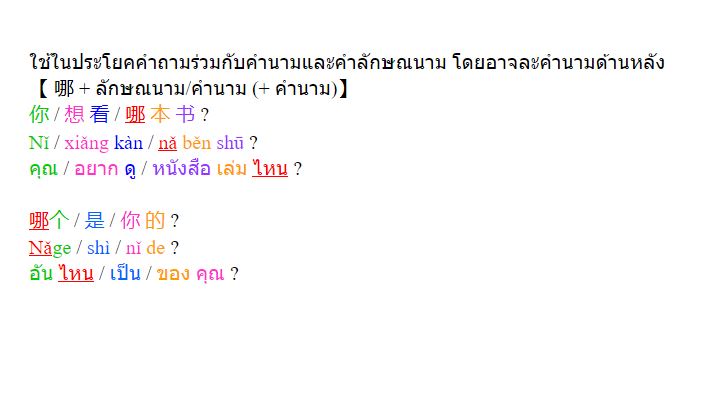 ใช้ในประโยคคำถามร่วมกับคำนามและคำลักษณนาม โดยอาจละคำนามด้านหลัง
【 哪 + ลักษณนาม/คำนาม (+ คำนาม)】
你 / 想 看 / 哪 本 书 ?
Nǐ / xiǎng kàn / nǎ běn shū ?
คุณ / อยาก ดู / หนังสือ เล่ม ไหน ?
哪个 / 是 / 你 的 ?
Nǎge / shì / nǐ de ?
อัน ไหน / เป็น / ของ คุณ ?